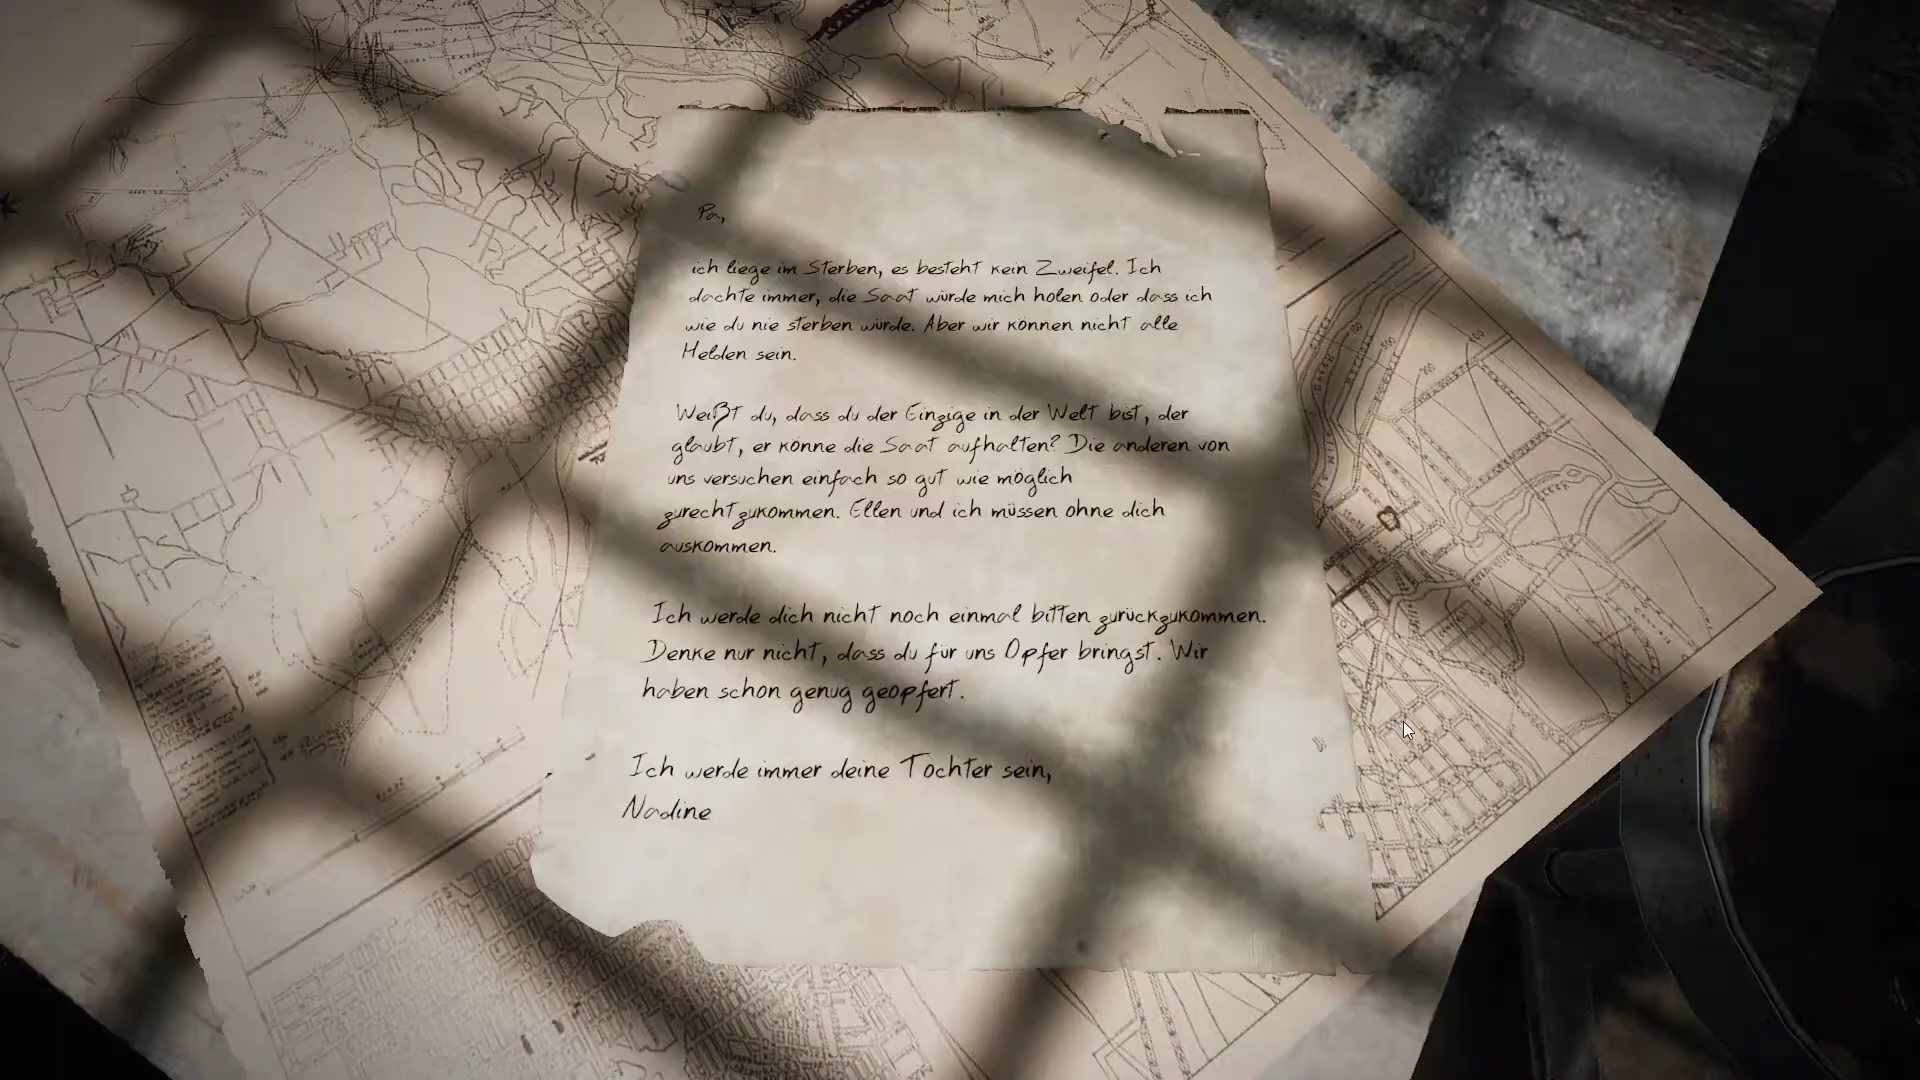 Pa,
ich liege im Sterben, es besteht kein Zweifel. Ich
dachte immer, die Saat würde mich holen oder dass ich
wie du nie sterben würde. Aber wir können nicht alle
Helden sein.
Weißt du, dass du der Einzige in der Welt bist, der
glaubt, er könne die Saat aufhalten? Die anderen von
uns versuchen einfach so gut wie möglich
zurechtzukommen. Ellen und ich müssen ohne dich
auskommen.
Ich werde dich nicht noch einmal bitten zurückzukommen.
Denke nur nicht, dass du für uns Opfer bringst. Wir
haben schon genug geopfert.
Ich werde immer deine Tochter sein,
Nadine